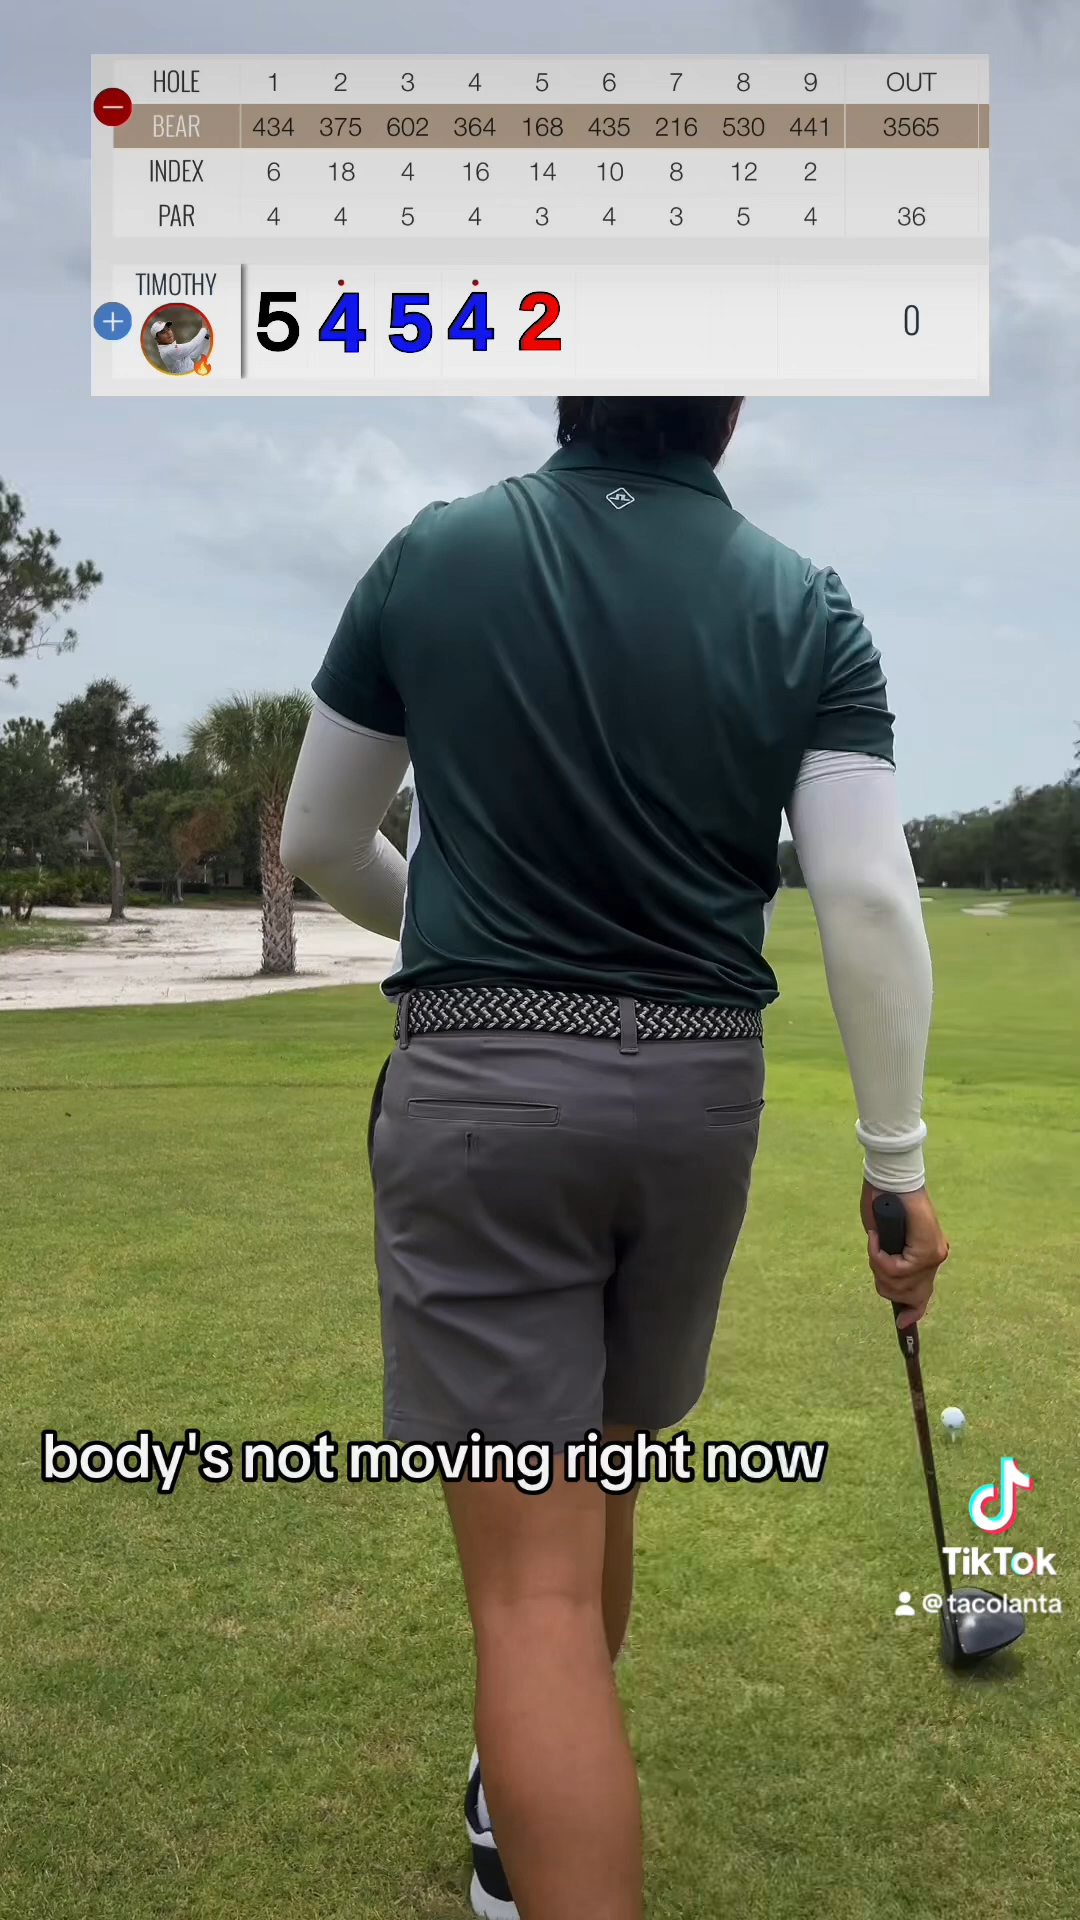 HOLE 1 2 3 4 5 6 7 8 9 OUT
BEAR 434 375 602 364 168 435 216 530 441 3565
INDEX 6 18 4 16 14 10 8 12 2
PAR 4 4 5 4 3 4 3 5 4 36
TIMOTHY
5 4 5 4 2 0
body's not moving right now
TikTok
@tacolanta